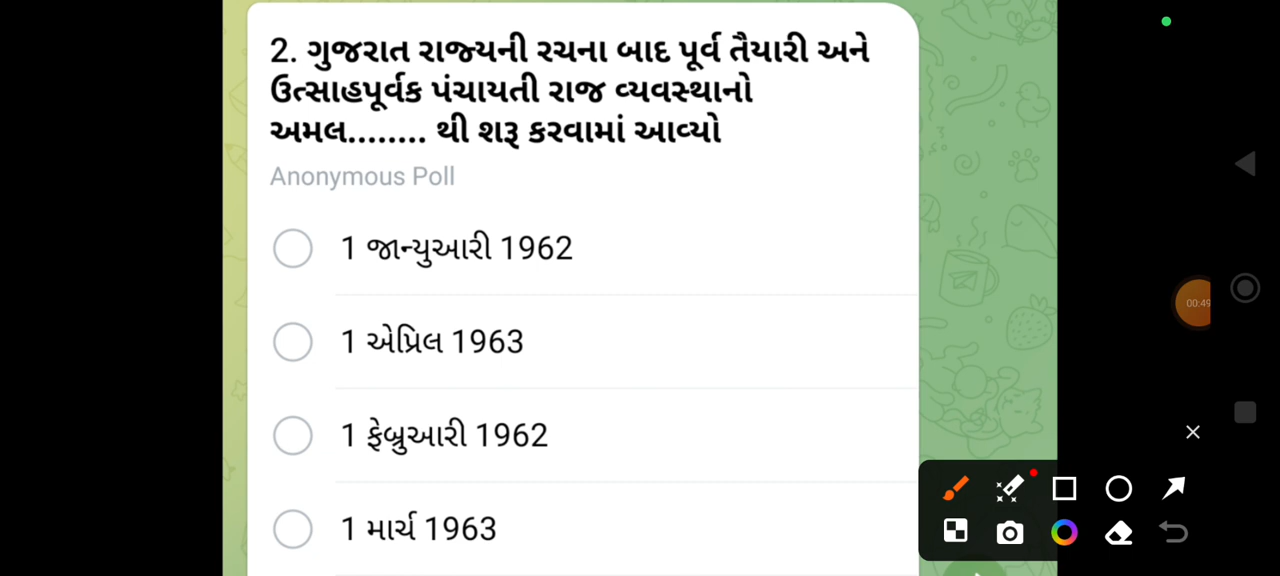 2. ગુજરાત રાજ્યની રચના બાદ પૂર્વ તૈયારી અને
ઉત્સાહપૂર્વક પંચાયતી રાજ વ્યવસ્થાનો
અમલ........ થી શરૂ કરવામાં આવ્યો
Anonymous Poll
1 જાન્યુઆરી 1962
1 એપ્રિલ 1963
1 ફેબ્રુઆરી 1962
1 માર્ચ 1963
00:49